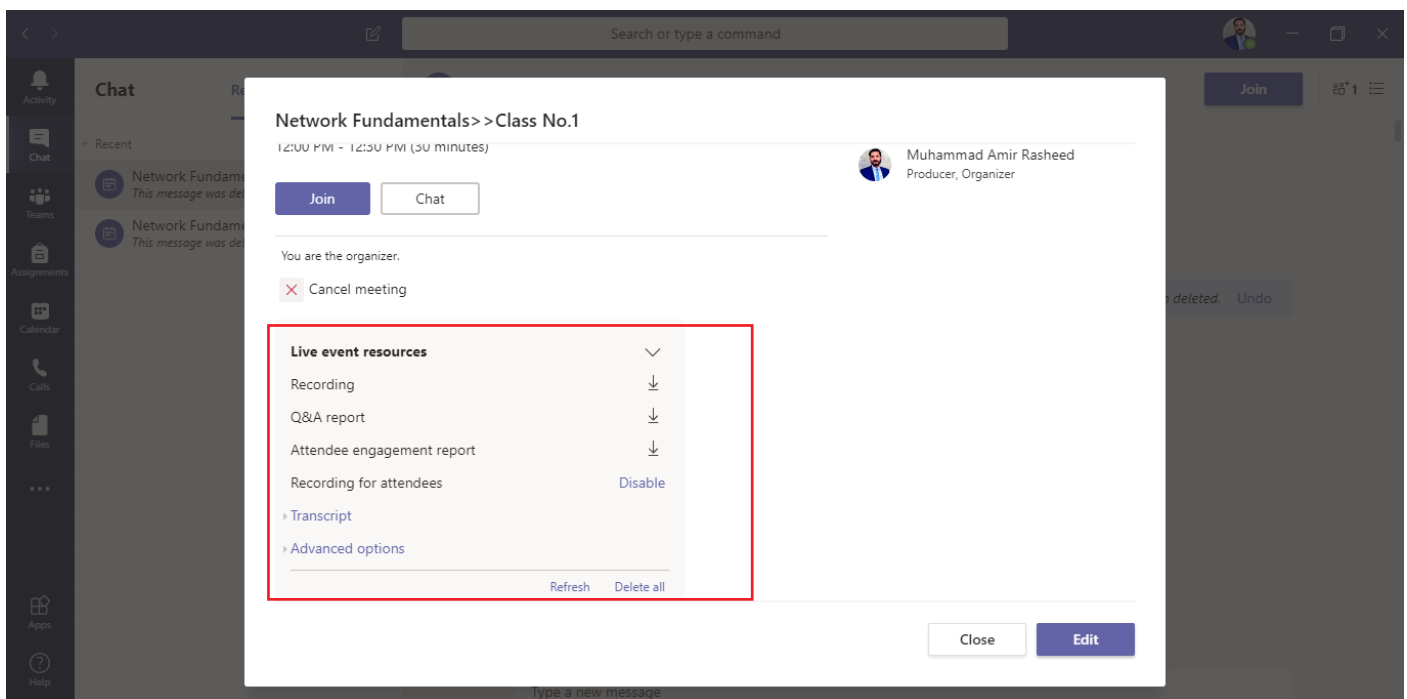 Search or type a command
Activity
Chat
Teams
Assignments
Calendar
Calls
Files
Apps
Help
Chat
Re
Recent
Network Fundame
This message was del
Network Fundame
This message was de
Join
1
deleted. Undo
Type a new message
Network Fundamentals>>Class No.1
12:00 PM - 12:30 PM (30 minutes)
Join
Chat
Muhammad Amir Rasheed
Producer, Organizer
You are the organizer.
Cancel meeting
Live event resources
Recording
Q&A report
Attendee engagement report
Recording for attendees Disable
Transcript
Advanced options
Refresh Delete all
Close Edit